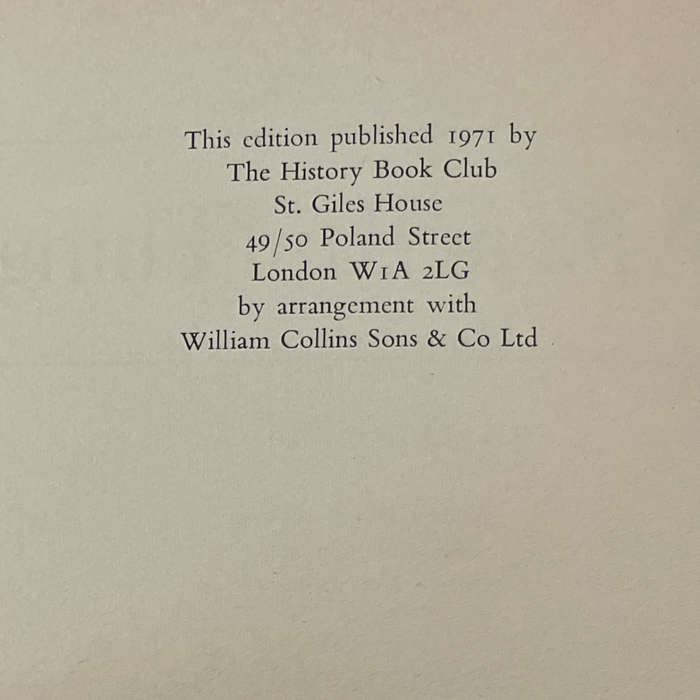 This edition published 1971 by
The History Book Club
St. Giles House
49/50 Poland Street
London W1A 2LG
by arrangement with
William Collins Sons & Co Ltd